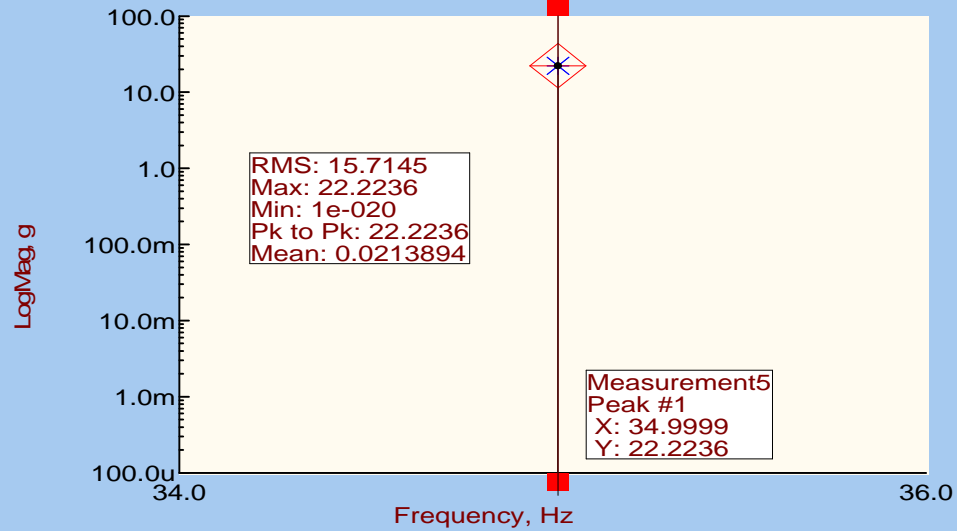 100.0
10.0
1.0
100.0m
10.0m
1.0m
100.0u
LogMag, g
RMS: 15.7145
Max: 22.2236
Min: 1e-020
Pk to Pk: 22.2236
Mean: 0.0213894
Measurement5
Peak #1
X: 34.9999
Y: 22.2236
34.0
36.0
Frequency, Hz